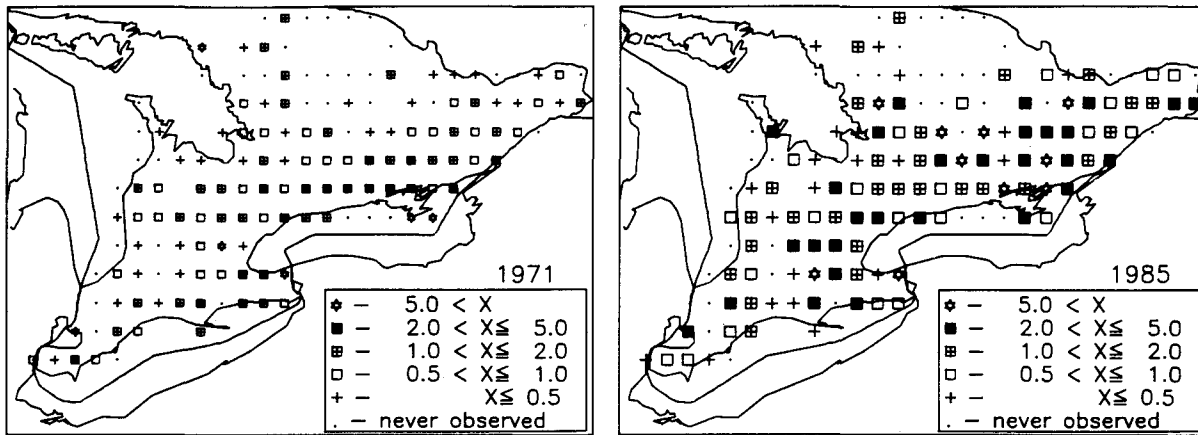 1971
— 5.0 < X
— 2.0 < X ≦ 5.0
— 1.0 < X ≦ 2.0
— 0.5 < X ≦ 1.0
— X ≦ 0.5
. — never observed
1985
— 5.0 < X
— 2.0 < X ≦ 5.0
— 1.0 < X ≦ 2.0
— 0.5 < X ≦ 1.0
— X ≦ 0.5
. — never observed